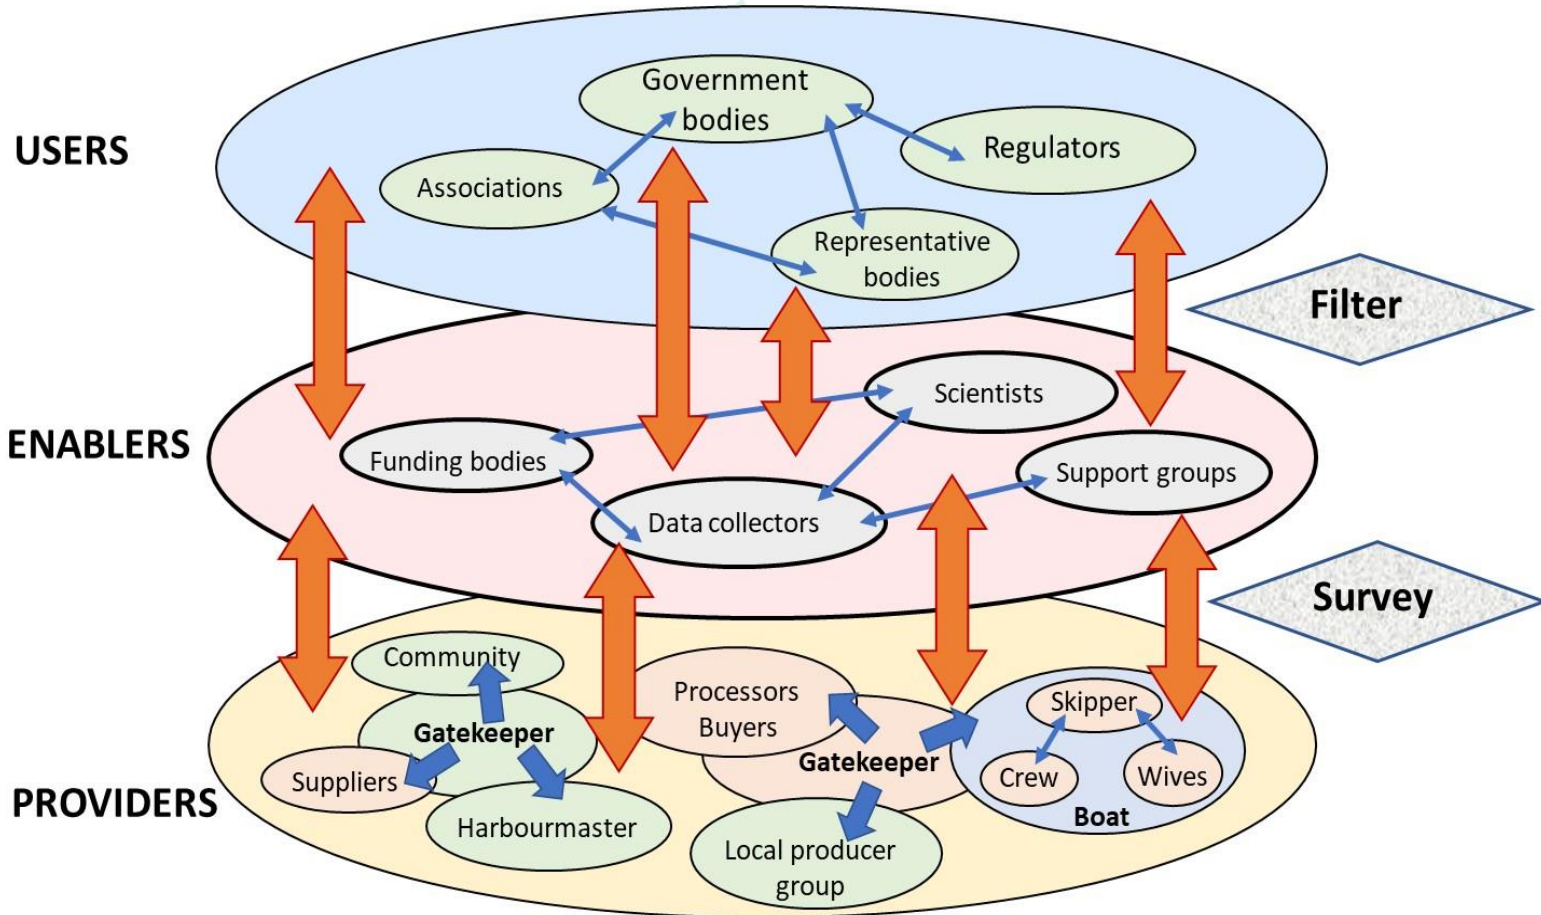 USERS
Government
bodies
Regulators
Associations
Representative
bodies
Filter
ENABLERS
Scientists
Funding bodies
Support groups
Data collectors
Survey
PROVIDERS
Community
Gatekeeper
Suppliers
Harbourmaster
Processors
Buyers
Gatekeeper
Local producer
group
Skipper
Crew
Wives
Boat